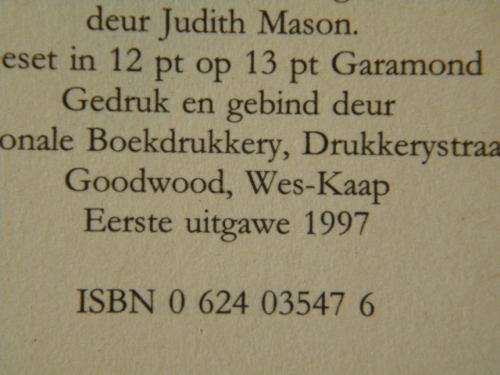 deur Judith Mason.
eset in 12 pt op 13 pt Garamond
Gedruk en gebind deur
onale Boekdrukkery, Drukkerystraa
Goodwood, Wes-Kaap
Eerste uitgawe 1997
ISBN 0 624 03547 6